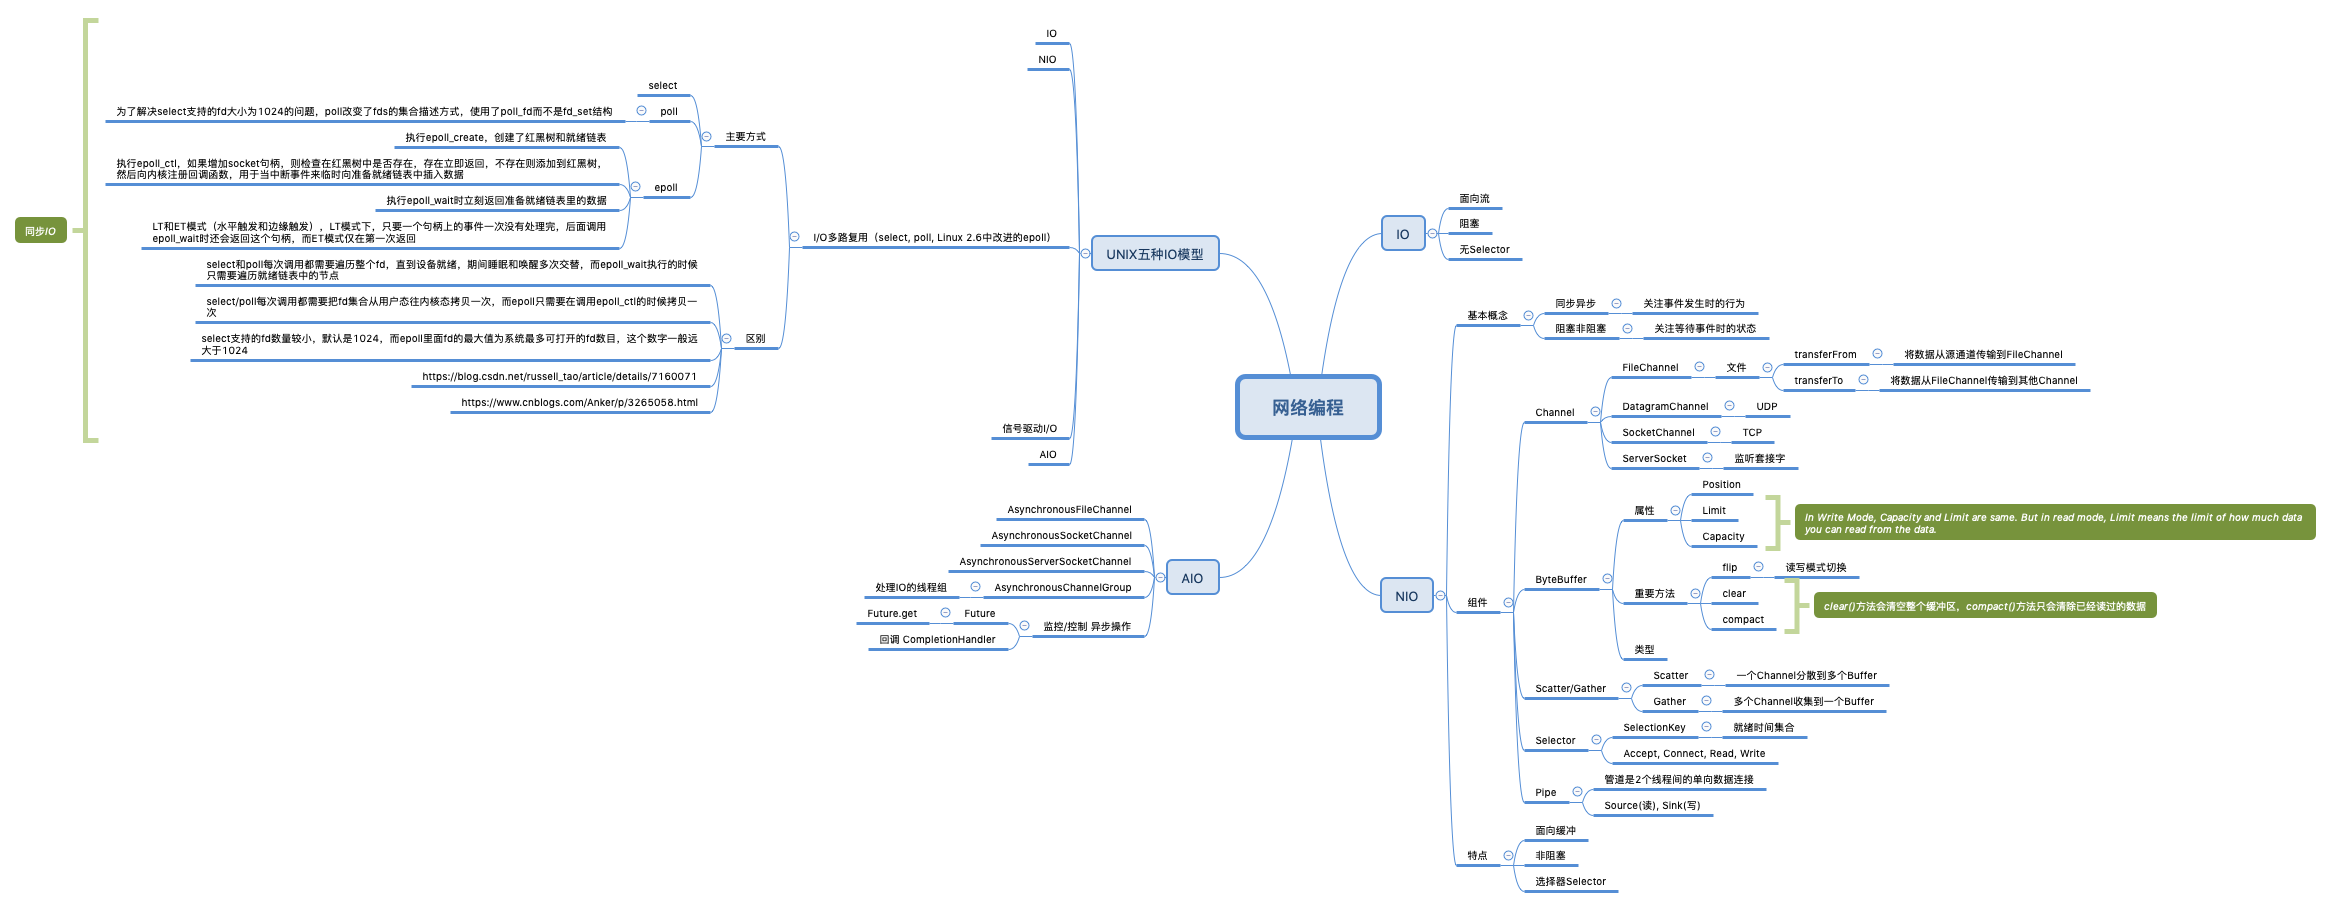 网络编程
UNIX五种IO模型
IO
NIO
I/O多路复用（select, poll, Linux 2.6中改进的epoll）
主要方式
select
poll
为了解决select支持的fd大小为1024的问题，poll改变了fds的集合描述方式，使用了poll_fd而不是fd_set结构
epoll
执行epoll_create，创建了红黑树和就绪链表
执行epoll_ctl，如果增加socket句柄，则检查在红黑树中是否存在，存在立即返回，不存在则添加到红黑树，
然后向内核注册回调函数，用于当中断事件来临时向准备就绪链表中插入数据
执行epoll_wait时立刻返回准备就绪链表里的数据
LT和ET模式（水平触发和边缘触发），LT模式下，只要一个句柄上的事件一次没有处理完，后面调用
epoll_wait时还会返回这个句柄，而ET模式仅在第一次返回
区别
select和poll每次调用都需要遍历整个fd，直到设备就绪，期间睡眠和唤醒多次交替，而epoll_wait执行的时候
只需要遍历就绪链表中的节点
select/poll每次调用都需要把fd集合从用户态往内核态拷贝一次，而epoll只需要在调用epoll_ctl的时候拷贝一
次
select支持的fd数量较小，默认是1024，而epoll里面fd的最大值为系统最多可打开的fd数目，这个数字一般远
大于1024
https://blog.csdn.net/russell_tao/article/details/7160071
https://www.cnblogs.com/Anker/p/3265058.html
信号驱动I/O
AIO
同步IO
AIO
AsynchronousFileChannel
AsynchronousSocketChannel
AsynchronousServerSocketChannel
AsynchronousChannelGroup
处理IO的线程组
监控/控制 异步操作
Future
Future.get
回调 CompletionHandler
IO
面向流
阻塞
无Selector
NIO
基本概念
同步异步
关注事件发生时的行为
阻塞非阻塞
关注等待事件时的状态
组件
Channel
FileChannel
文件
transferFrom
将数据从源通道传输到FileChannel
transferTo
将数据从FileChannel传输到其他Channel
DatagramChannel
UDP
SocketChannel
TCP
ServerSocket
监听套接字
ByteBuffer
属性
Position
Limit
Capacity
In Write Mode, Capacity and Limit are same. But in read mode, Limit means the limit of how much data
you can read from the data.
重要方法
flip
读写模式切换
clear
compact
clear()方法会清空整个缓冲区，compact()方法只会清除已经读过的数据
类型
Scatter/Gather
Scatter
一个Channel分散到多个Buffer
Gather
多个Channel收集到一个Buffer
Selector
SelectionKey
就绪时间集合
Accept, Connect, Read, Write
Pipe
管道是2个线程间的单向数据连接
Source(读), Sink(写)
特点
面向缓冲
非阻塞
选择器Selector